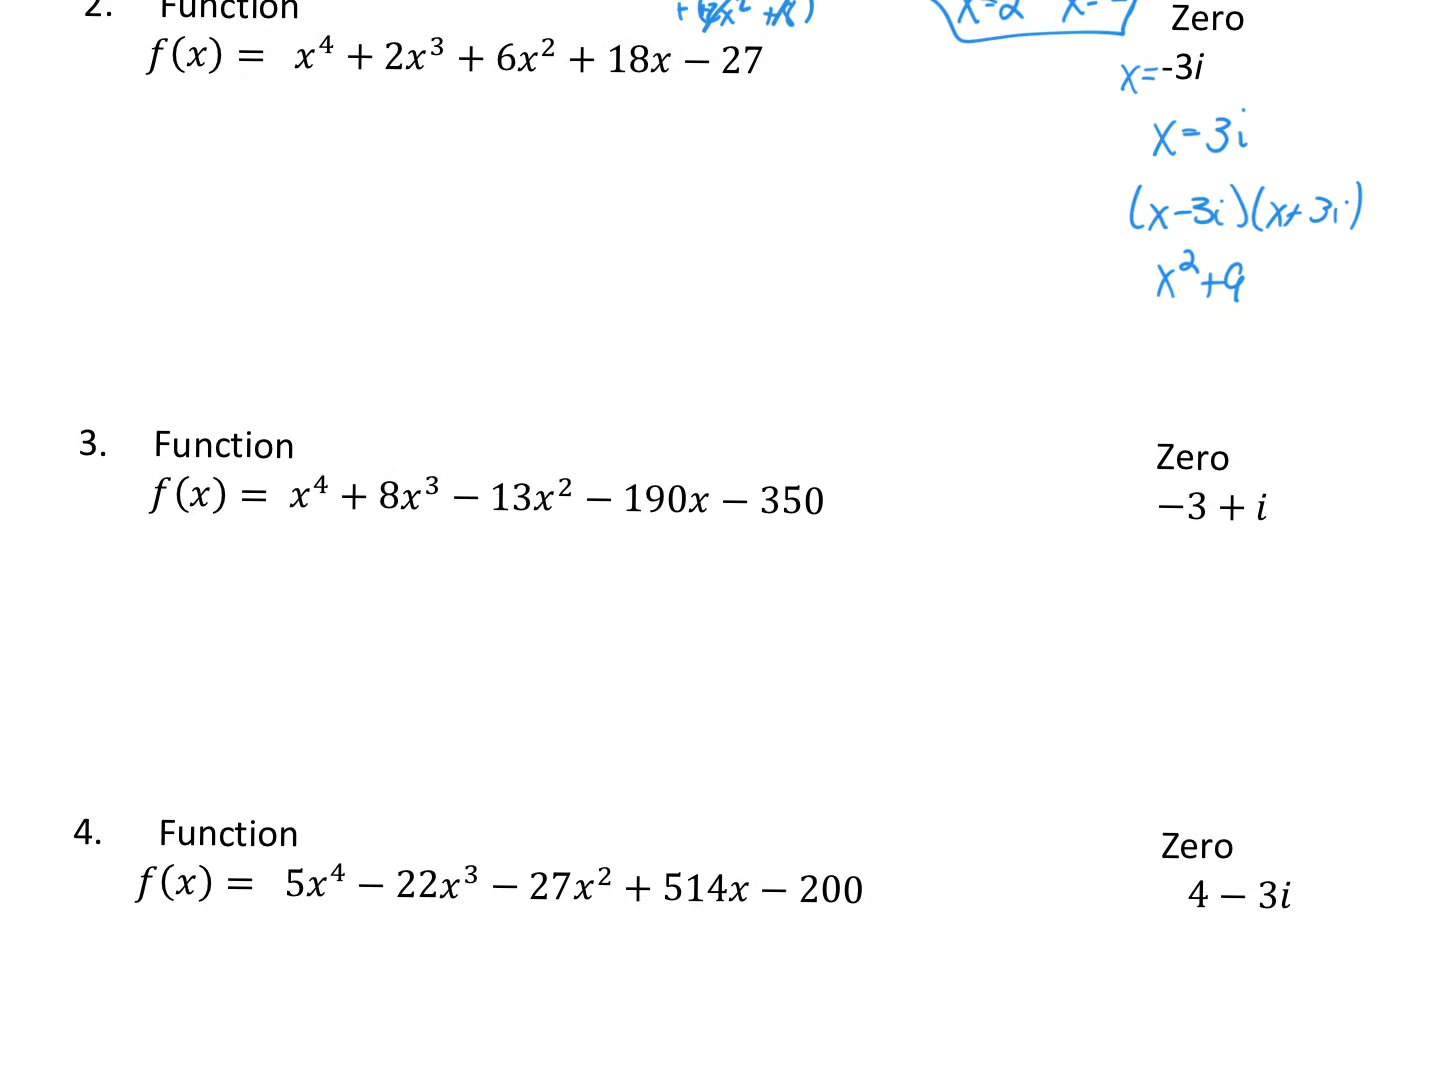 2. Function
Zero
f(x) = x⁴ + 2x³ + 6x² + 18x − 27
x= -3i
x=3i
(x-3i)(x+3i)
x²+9
3. Function
Zero
f(x) = x⁴ + 8x³ − 13x² − 190x − 350
−3 + i
4. Function
Zero
f(x) = 5x⁴ − 22x³ − 27x² + 514x − 200
4 − 3i